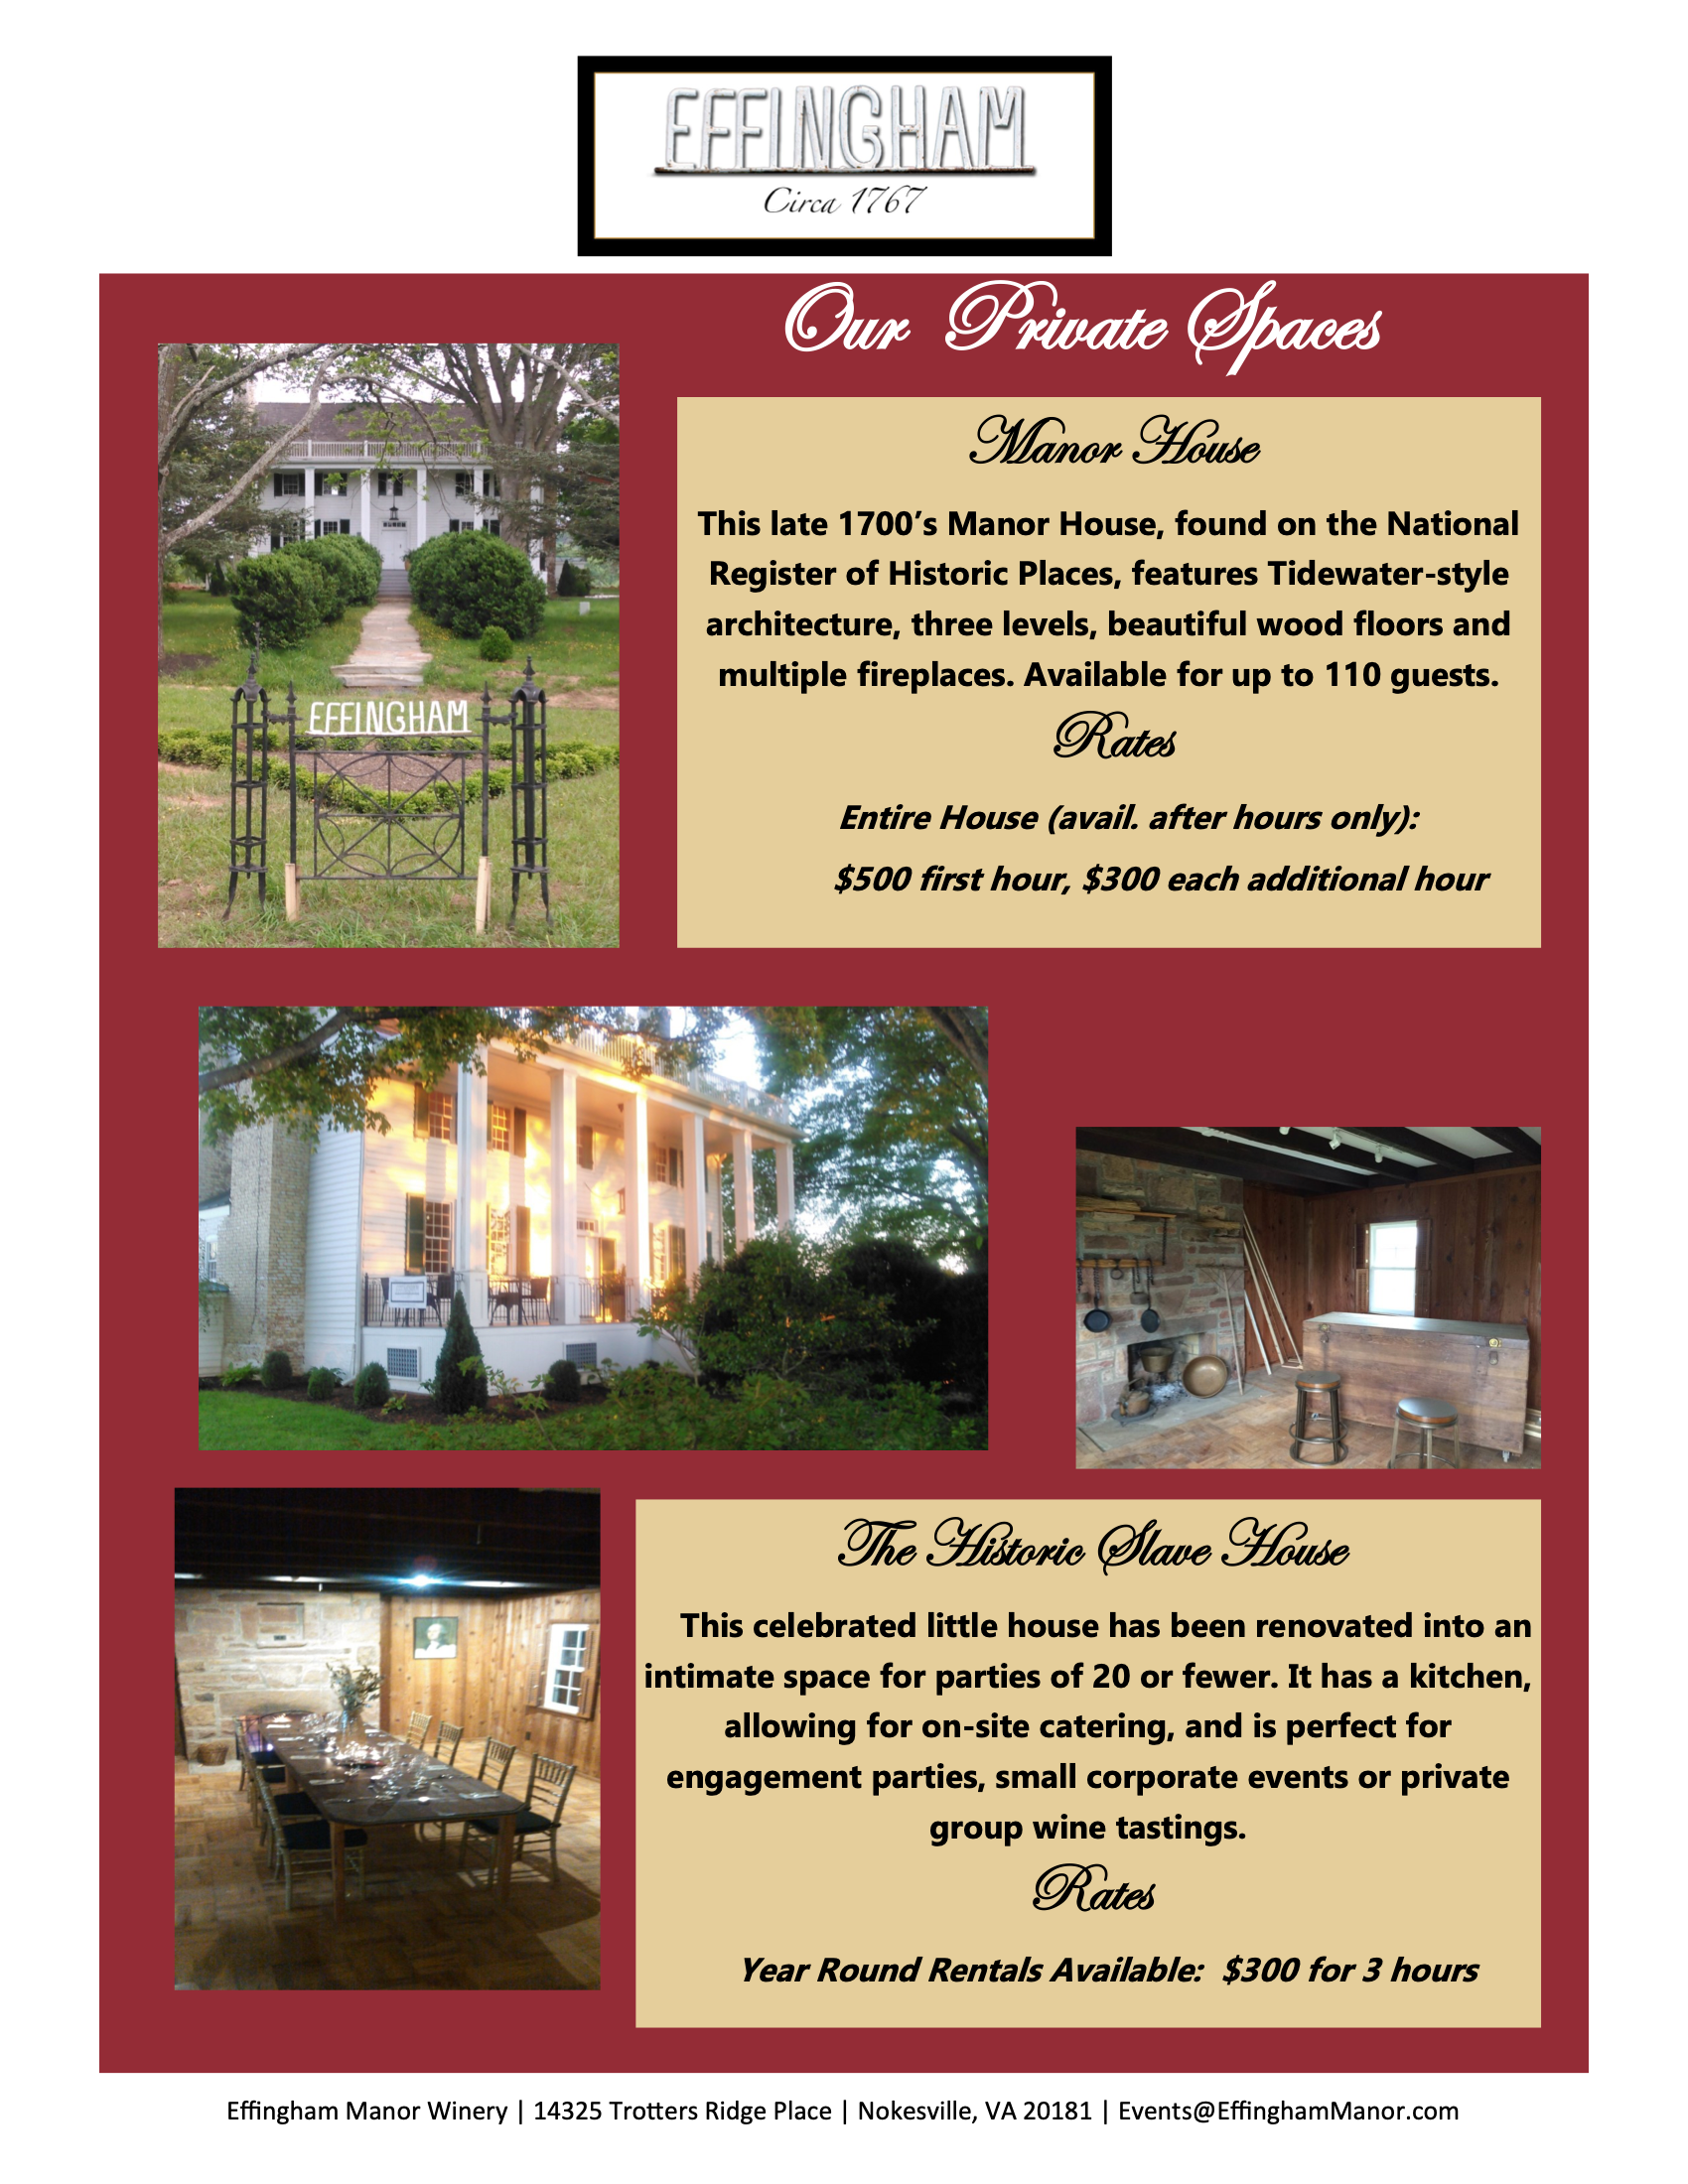 EFFINGHAM
Circa 1767
Our Private Spaces
EFFINGHAM
Manor House
This late 1700’s Manor House, found on the National
Register of Historic Places, features Tidewater-style
architecture, three levels, beautiful wood floors and
multiple fireplaces. Available for up to 110 guests.
Rates
Entire House (avail. after hours only):
$500 first hour, $300 each additional hour
The Historic Slave House
This celebrated little house has been renovated into an
intimate space for parties of 20 or fewer. It has a kitchen,
allowing for on-site catering, and is perfect for
engagement parties, small corporate events or private
group wine tastings.
Rates
Year Round Rentals Available: $300 for 3 hours
Effingham Manor Winery | 14325 Trotters Ridge Place | Nokesville, VA 20181 | Events@EffinghamManor.com